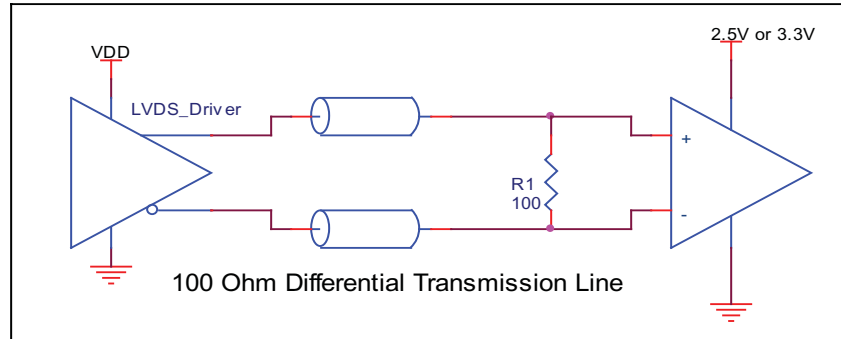 VDD
2.5V or 3.3V
LVDS_Driver
+
R1
100
-
100 Ohm Differential Transmission Line